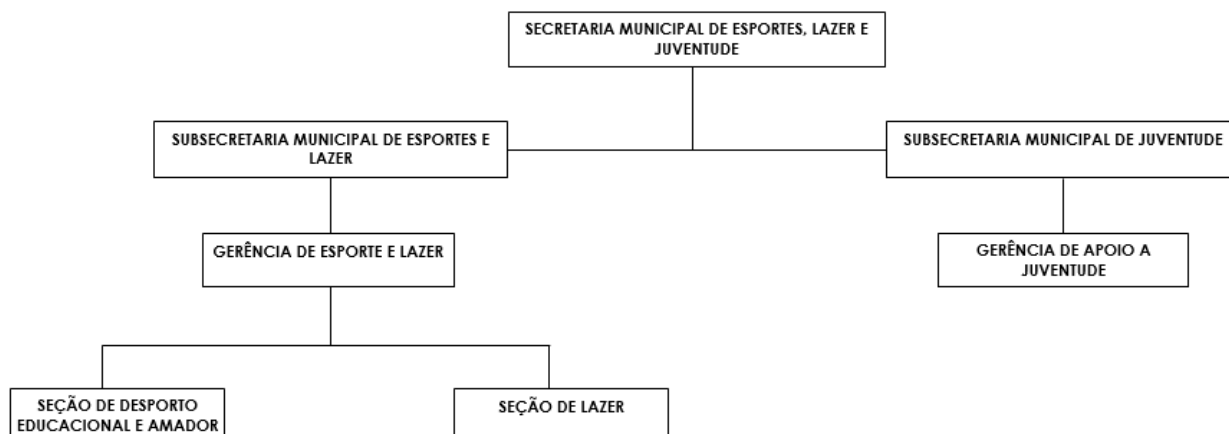 SECRETARIA MUNICIPAL DE ESPORTES, LAZER E
JUVENTUDE
SUBSECRETARIA MUNICIPAL DE ESPORTES E
LAZER
SUBSECRETARIA MUNICIPAL DE JUVENTUDE
GERÊNCIA DE ESPORTE E LAZER
GERÊNCIA DE APOIO A
JUVENTUDE
SEÇÃO DE DESPORTO
EDUCACIONAL E AMADOR
SEÇÃO DE LAZER